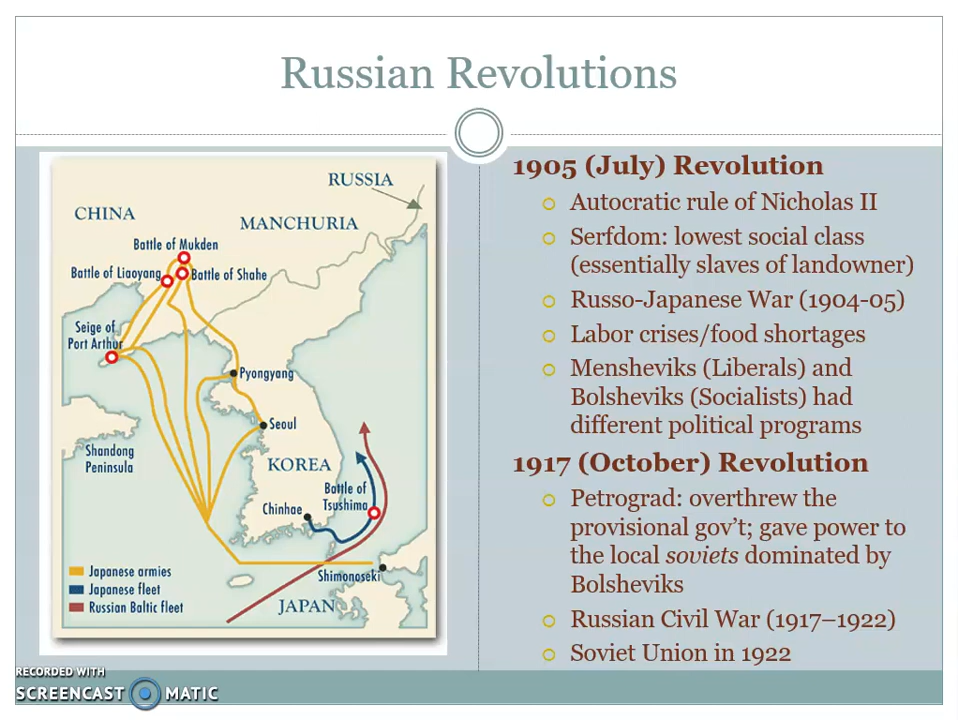 Russian Revolutions
RUSSIA
CHINA
MANCHURIA
Battle of Mukden
Battle of Liaoyang
Battle of Shahe
Seige of
Port Arthur
Pyongyang
Seoul
Shandong
Peninsula
KOREA
Battle of
Tsushima
Chinhae
Shimonoseki
JAPAN
Japanese armies
Japanese fleet
Russian Baltic fleet
1905 (July) Revolution
Autocratic rule of Nicholas II
Serfdom: lowest social class
(essentially slaves of landowner)
Russo-Japanese War (1904-05)
Labor crises/food shortages
Mensheviks (Liberals) and
Bolsheviks (Socialists) had
different political programs
1917 (October) Revolution
Petrograd: overthrew the
provisional gov’t; gave power to
the local soviets dominated by
Bolsheviks
Russian Civil War (1917–1922)
Soviet Union in 1922
RECORDED WITH
SCREENCAST MATIC